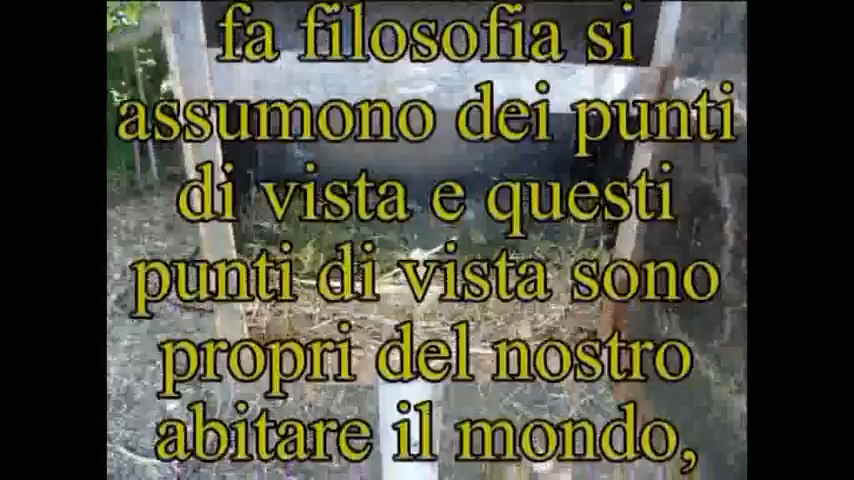 fa filosofia si
assumono dei punti
di vista e questi
punti di vista sono
propri del nostro
abitare il mondo,